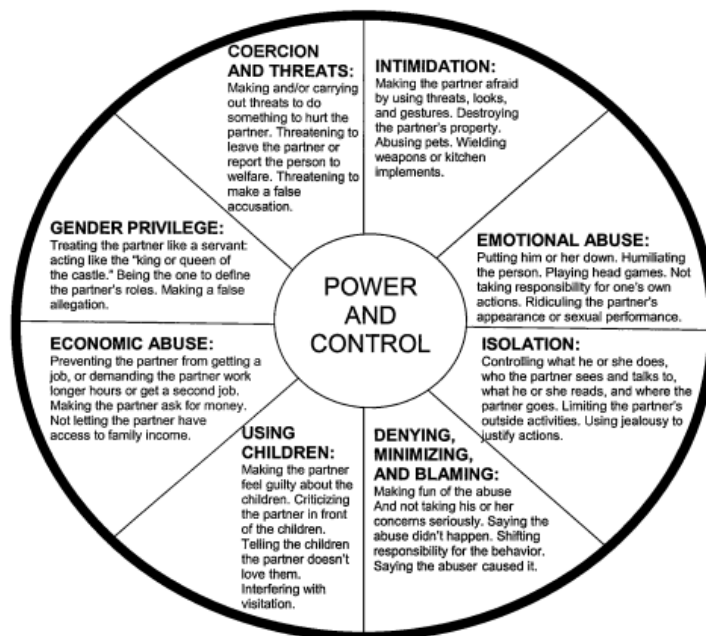 COERCION
AND THREATS:
Making and/or carrying
out threats to do
something to hurt the
partner. Threatening to
leave the partner or
report the person to
welfare. Threatening to
make a false
accusation.
INTIMIDATION:
Making the partner afraid
by using threats, looks,
and gestures. Destroying
the partner's property.
Abusing pets. Wielding
weapons or kitchen
implements.
GENDER PRIVILEGE:
Treating the partner like a servant:
acting like the "king or queen of
the castle." Being the one to define
the partner's roles. Making a false
allegation.
POWER
AND
CONTROL
EMOTIONAL ABUSE:
Putting him or her down. Humiliating
the person. Playing head games. Not
taking responsibility for one's own
actions. Ridiculing the partner's
appearance or sexual performance.
ECONOMIC ABUSE:
Preventing the partner from getting a
job, or demanding the partner work
longer hours or get a second job.
Making the partner ask for money.
Not letting the partner have
access to family income.
ISOLATION:
Controlling what he or she does,
who the partner sees and talks to,
what he or she reads, and where the
partner goes. Limiting the partner's
outside activities. Using jealousy to
justify actions.
USING
CHILDREN:
Making the partner
feel guilty about the
children. Criticizing
the partner in front
of the children.
Telling the children
the partner doesn't
love them.
Interfering with
visitation.
DENYING,
MINIMIZING,
AND BLAMING:
Making fun of the abuse
And not taking his or her
concerns seriously. Saying the
abuse didn't happen. Shifting
responsibility for the behavior.
Saying the abuser caused it.